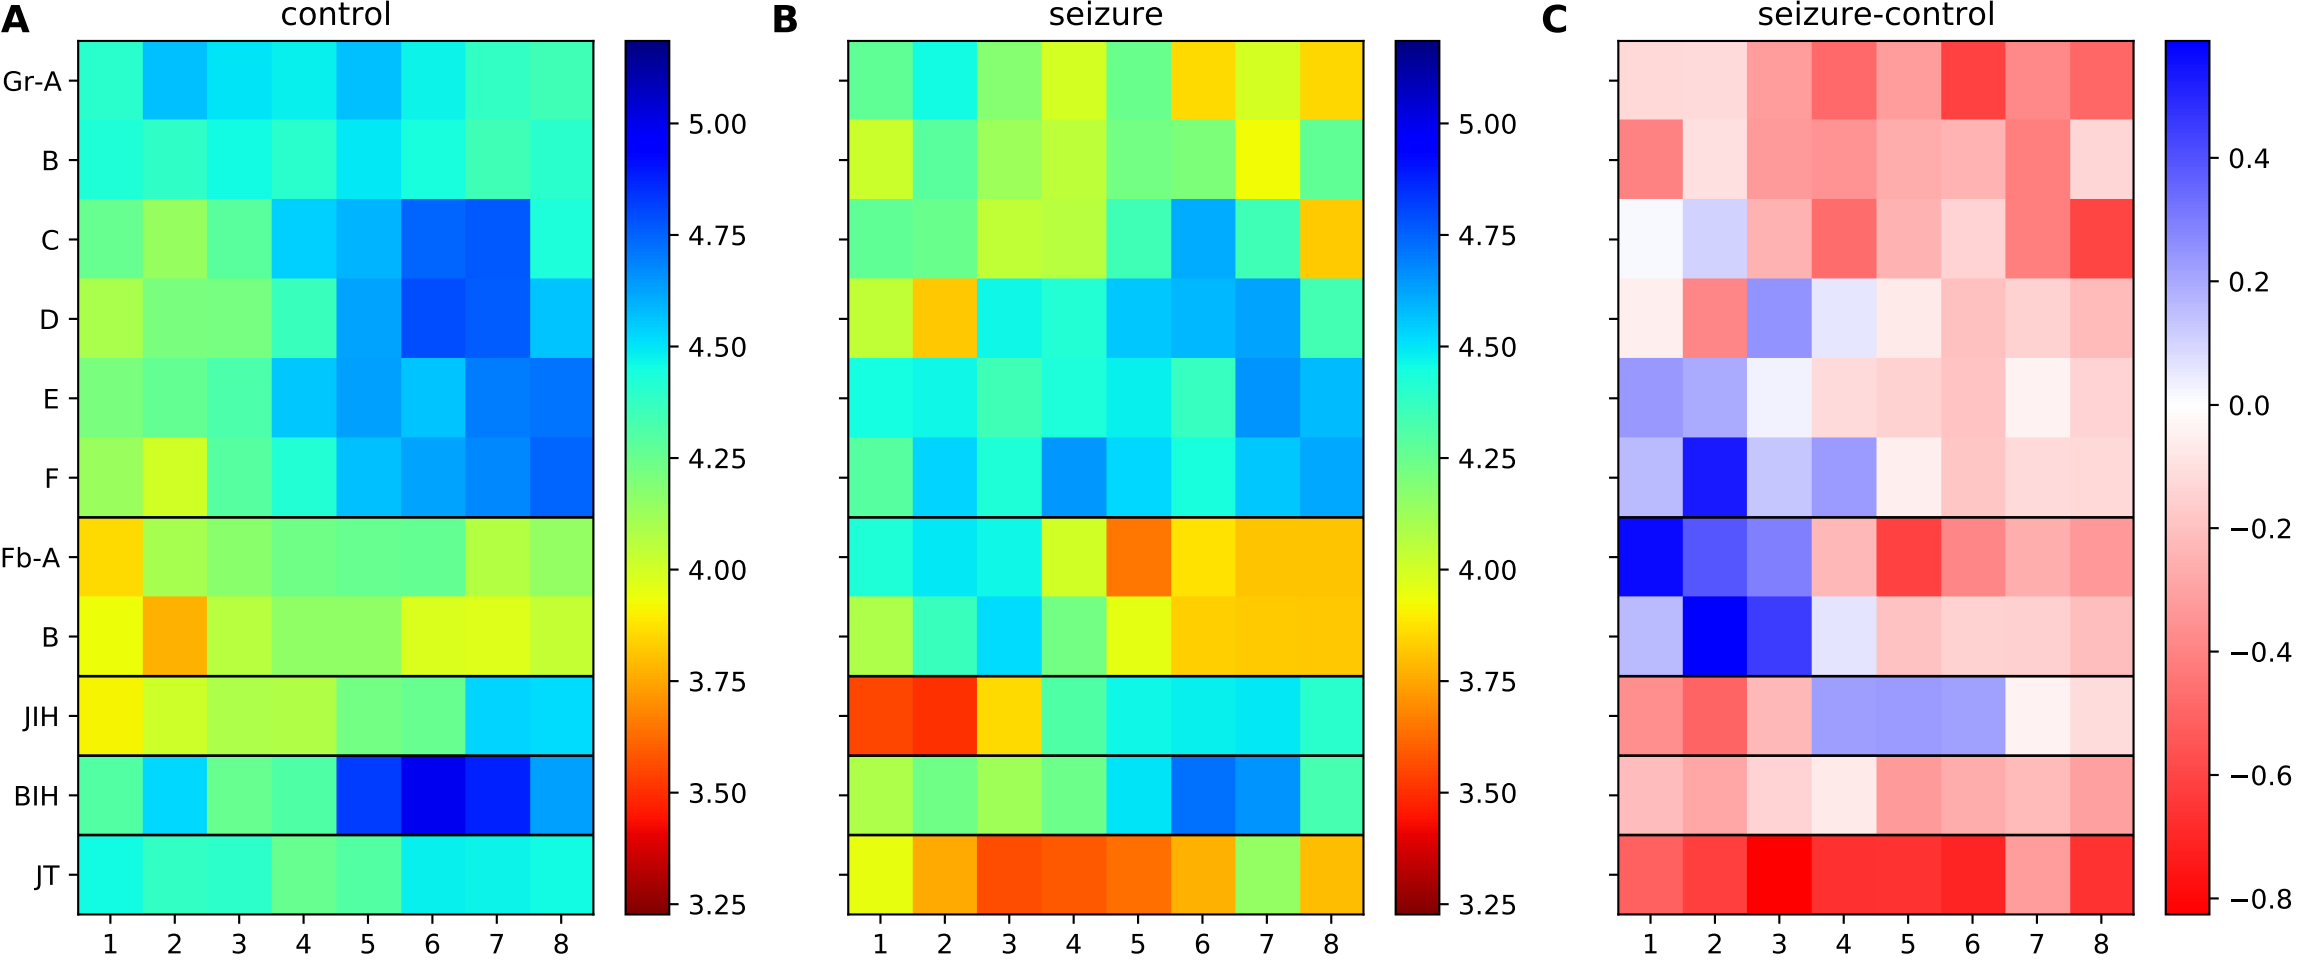 A control B seizure C seizure-control
Gr-A
B
C
D
E
F
Fb-A
B
JIH
BIH
JT
1 2 3 4 5 6 7 8
5.00
4.75
4.50
4.25
4.00
3.75
3.50
3.25
1 2 3 4 5 6 7 8
5.00
4.75
4.50
4.25
4.00
3.75
3.50
3.25
1 2 3 4 5 6 7 8
0.4
0.2
0.0
−0.2
−0.4
−0.6
−0.8